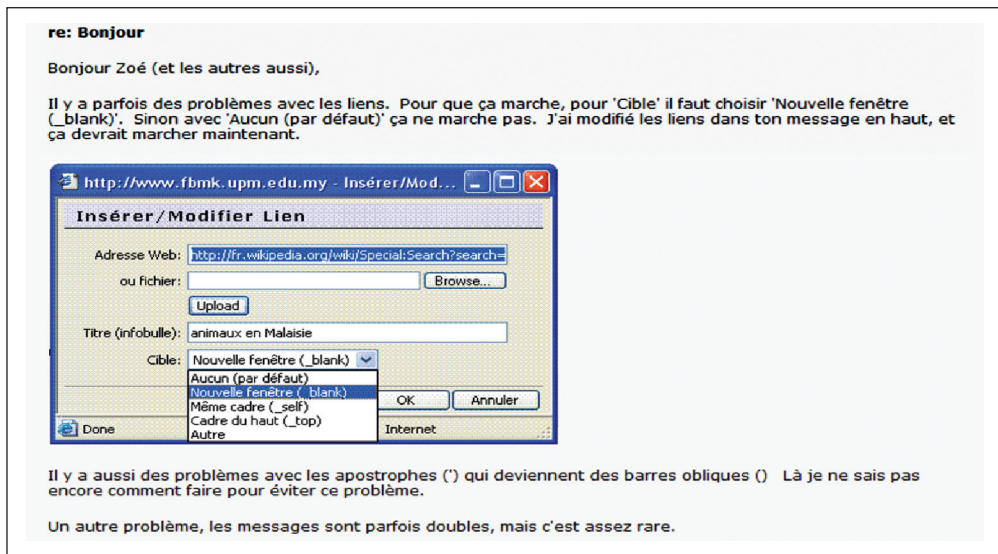 re: Bonjour
Bonjour Zoé (et les autres aussi),
Il y a parfois des problèmes avec les liens. Pour que ça marche, pour 'Cible' il faut choisir 'Nouvelle fenêtre
(_blank)'. Sinon avec 'Aucun (par défaut)' ça ne marche pas. J'ai modifié les liens dans ton message en haut, et
ça devrait marcher maintenant.
http://www.fbmk.upm.edu.my - Insérer/Mod...
Insérer/Modifier Lien
Adresse Web: http://fr.wikipedia.org/wiki/Special:Search?search=
ou fichier: Browse...
Upload
Titre (infobulle): animaux en Malaisie
Cible: Nouvelle fenêtre (_blank)
Aucun (par défaut)
Nouvelle fenêtre (_blank)
Même cadre (_self)
Cadre du haut (_top)
Autre
OK Annuler
Done Internet
Il y a aussi des problèmes avec les apostrophes (') qui deviennent des barres obliques () Là je ne sais pas
encore comment faire pour éviter ce problème.
Un autre problème, les messages sont parfois doubles, mais c'est assez rare.